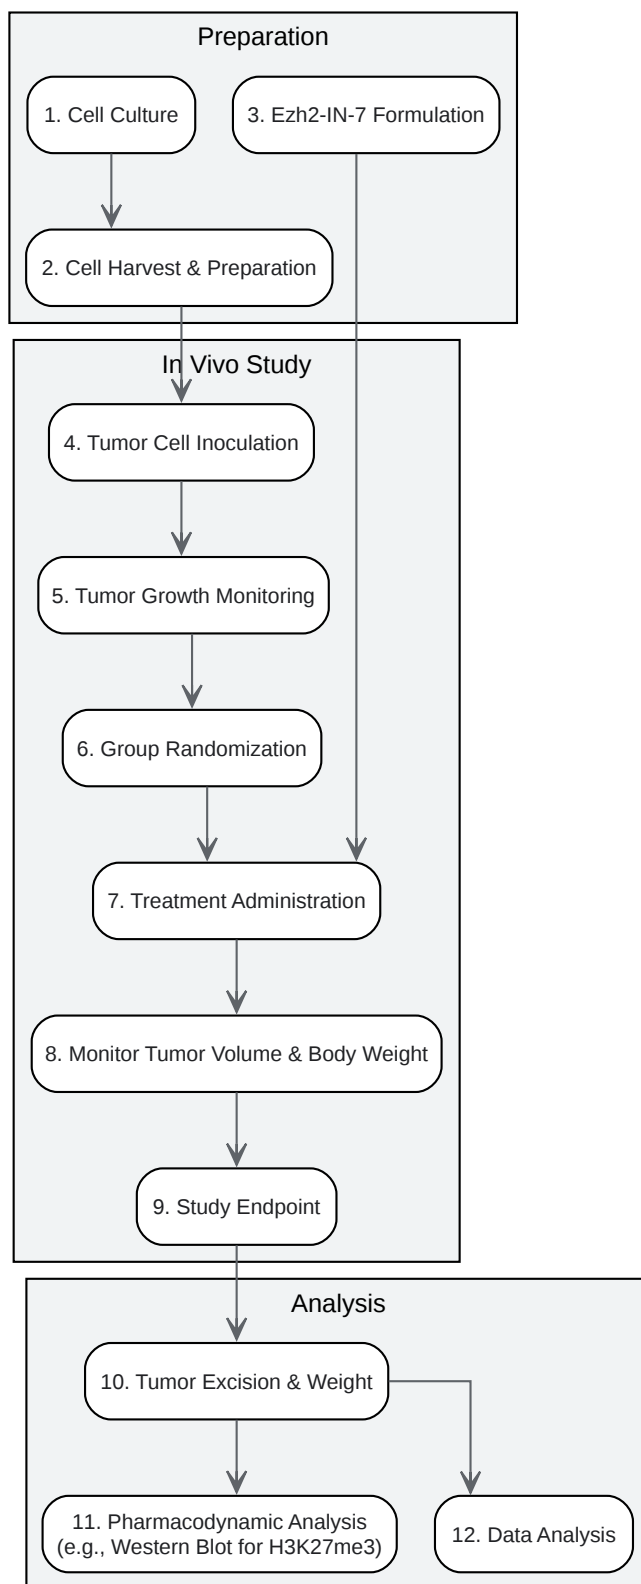 Preparation
1. Cell Culture
3. Ezh2-IN-7 Formulation
2. Cell Harvest & Preparation
In Vivo Study
4. Tumor Cell Inoculation
5. Tumor Growth Monitoring
6. Group Randomization
7. Treatment Administration
8. Monitor Tumor Volume & Body Weight
9. Study Endpoint
Analysis
10. Tumor Excision & Weight
11. Pharmacodynamic Analysis
(e.g., Western Blot for H3K27me3)
12. Data Analysis